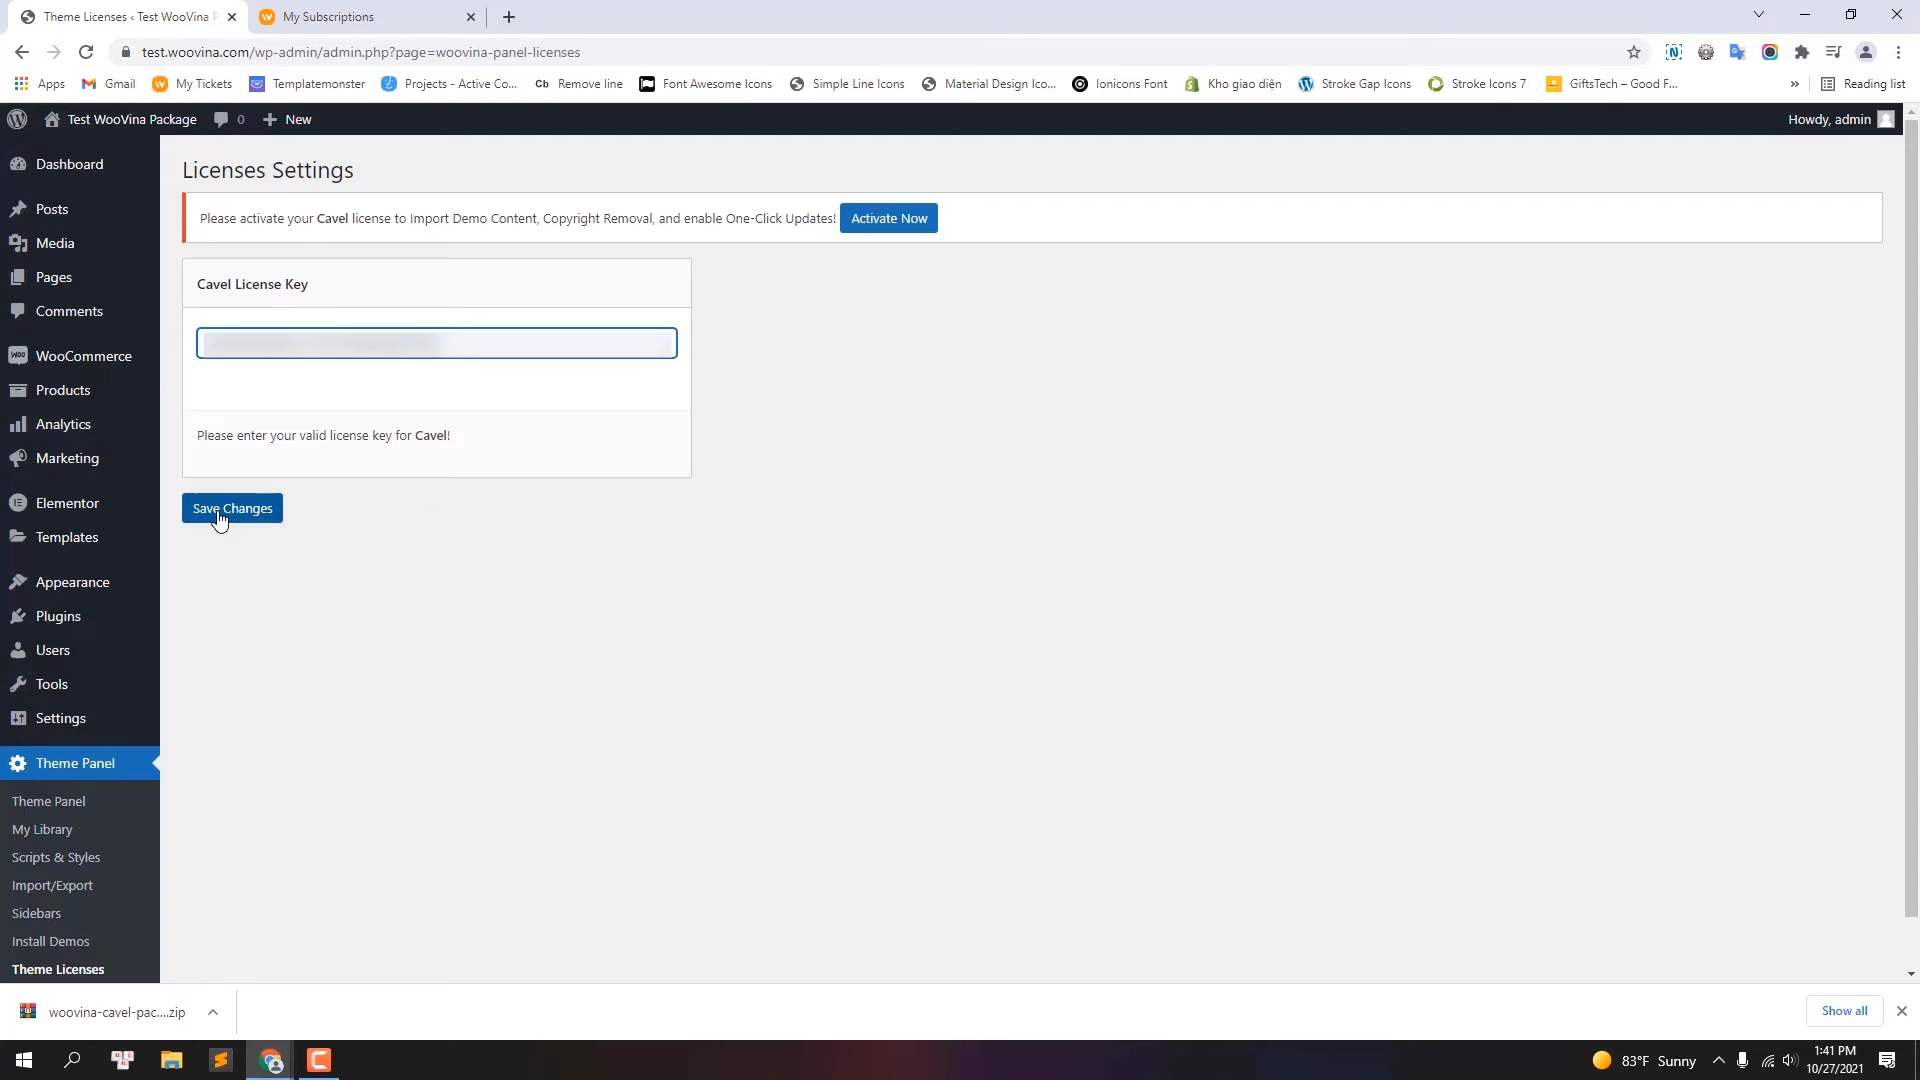 Theme Licenses ‹ Test WooVina P
My Subscriptions
test.woovina.com/wp-admin/admin.php?page=woovina-panel-licenses
Apps
Gmail
My Tickets
Templatemonster
Projects - Active Co...
Cb Remove line
Font Awesome Icons
Simple Line Icons
Material Design Ico...
Ionicons Font
Kho giao diện
Stroke Gap Icons
Stroke Icons 7
GiftsTech – Good F...
»
Reading list
Test WooVina Package
0
New
Howdy, admin
Dashboard
Posts
Media
Pages
Comments
WooCommerce
Products
Analytics
Marketing
Elementor
Templates
Appearance
Plugins
Users
Tools
Settings
Theme Panel
Theme Panel
My Library
Scripts & Styles
Import/Export
Sidebars
Install Demos
Theme Licenses
Licenses Settings
Please activate your Cavel license to Import Demo Content, Copyright Removal, and enable One-Click Updates! Activate Now
Cavel License Key
Please enter your valid license key for Cavel!
Save Changes
woovina-cavel-pac....zip
Show all
83°F Sunny
1:41 PM
10/27/2021